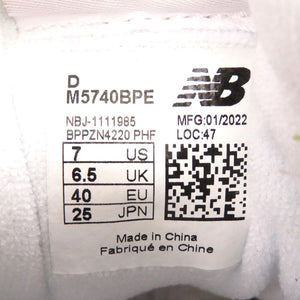 D
M5740BPE
NB
NBJ-1111985
MFG:01/2022
BPPZN4220 PHF
LOC:47
7 US
6.5 UK
40 EU
25 JPN
Made in China
Fabriqué en Chine